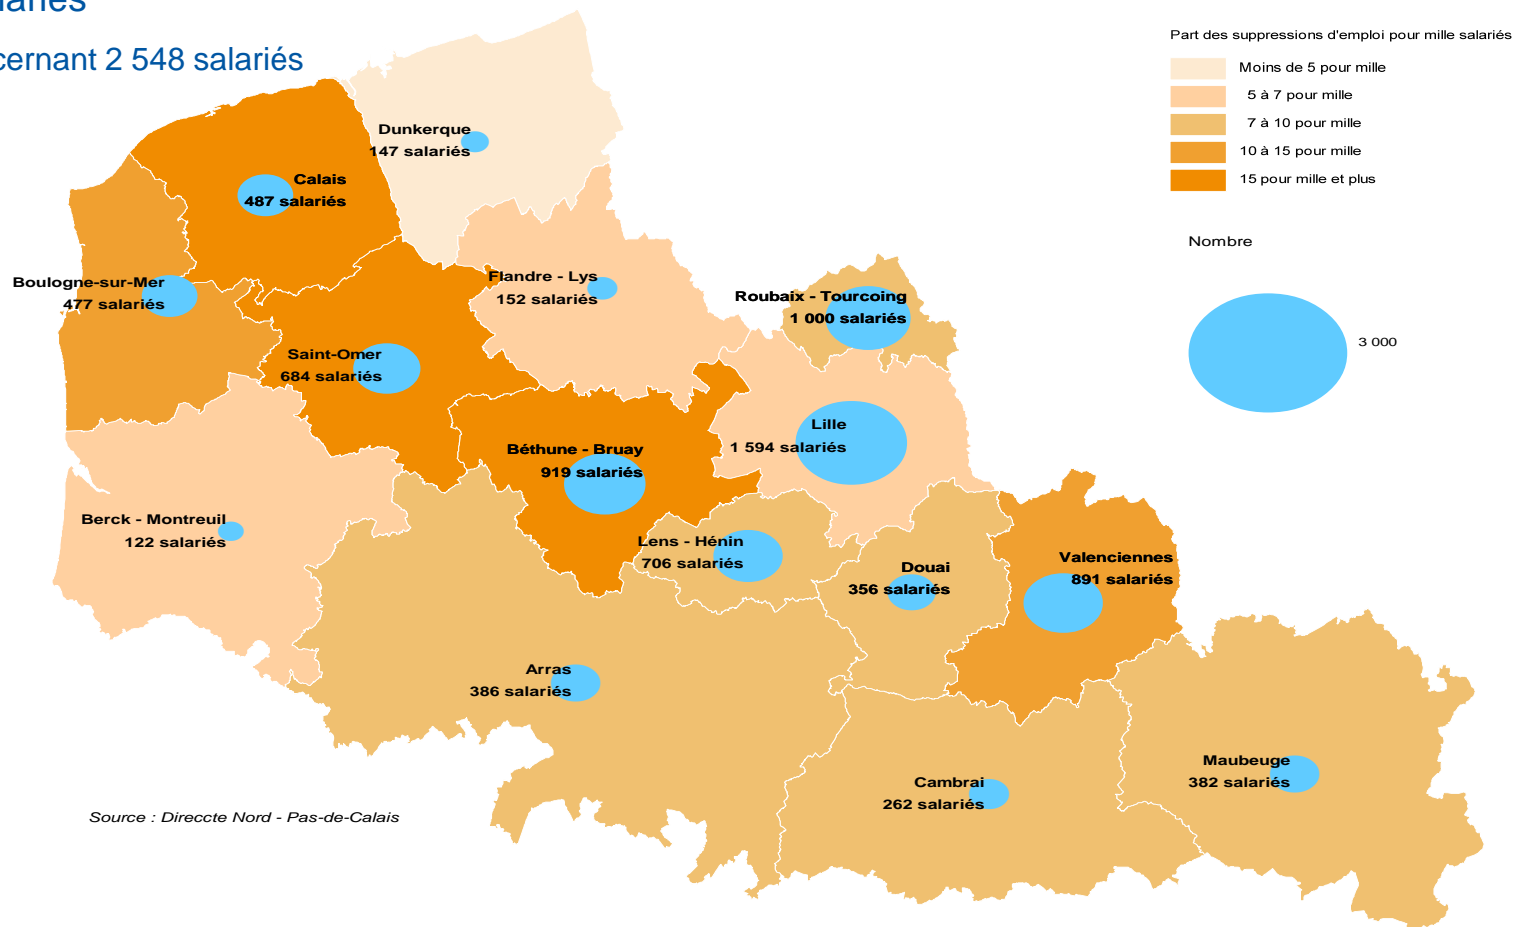 cernant 2 548 salariés
Part des suppressions d'emploi pour mille salariés
Moins de 5 pour mille
5 à 7 pour mille
7 à 10 pour mille
10 à 15 pour mille
15 pour mille et plus
Nombre
3 000
Dunkerque
147 salariés
Calais
487 salariés
Boulogne-sur-Mer
477 salariés
Flandre - Lys
152 salariés
Roubaix - Tourcoing
1 000 salariés
Saint-Omer
684 salariés
Lille
1 594 salariés
Béthune - Bruay
919 salariés
Berck - Montreuil
122 salariés
Lens - Hénin
706 salariés
Douai
356 salariés
Valenciennes
891 salariés
Arras
386 salariés
Cambrai
262 salariés
Maubeuge
382 salariés
Source : Direccte Nord - Pas-de-Calais